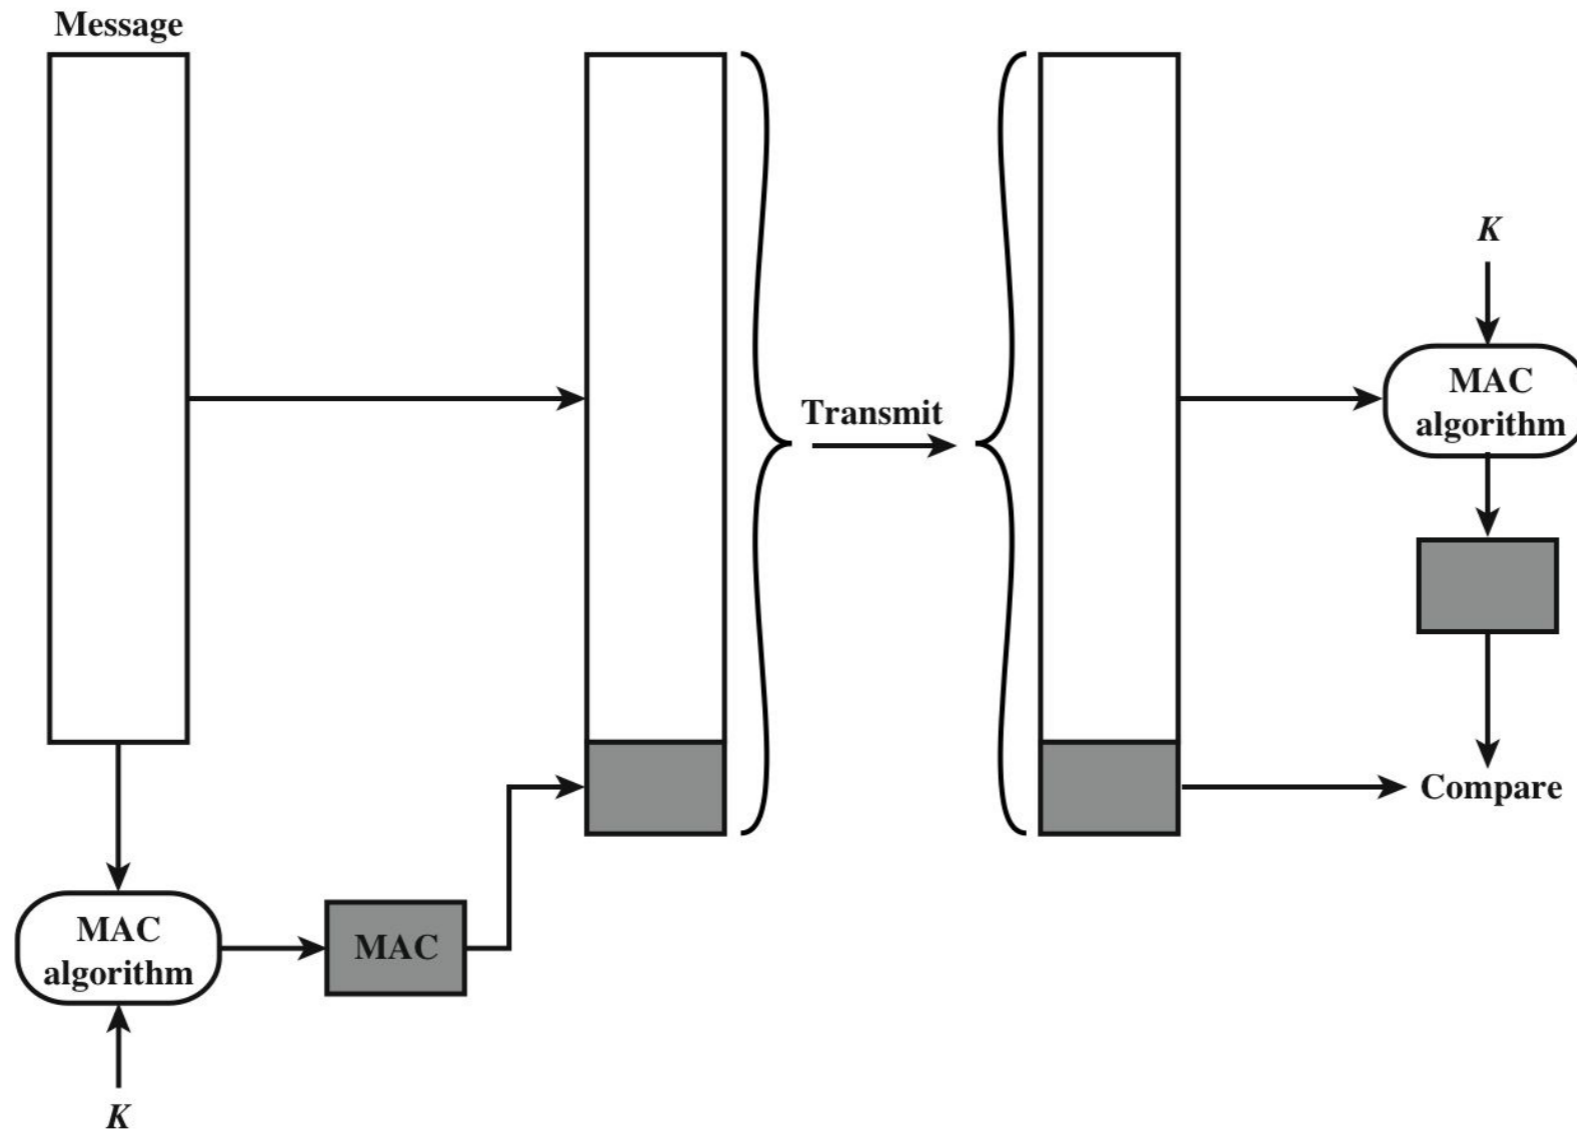 Message
K
Transmit
MAC
algorithm
Compare
MAC
algorithm
MAC
K